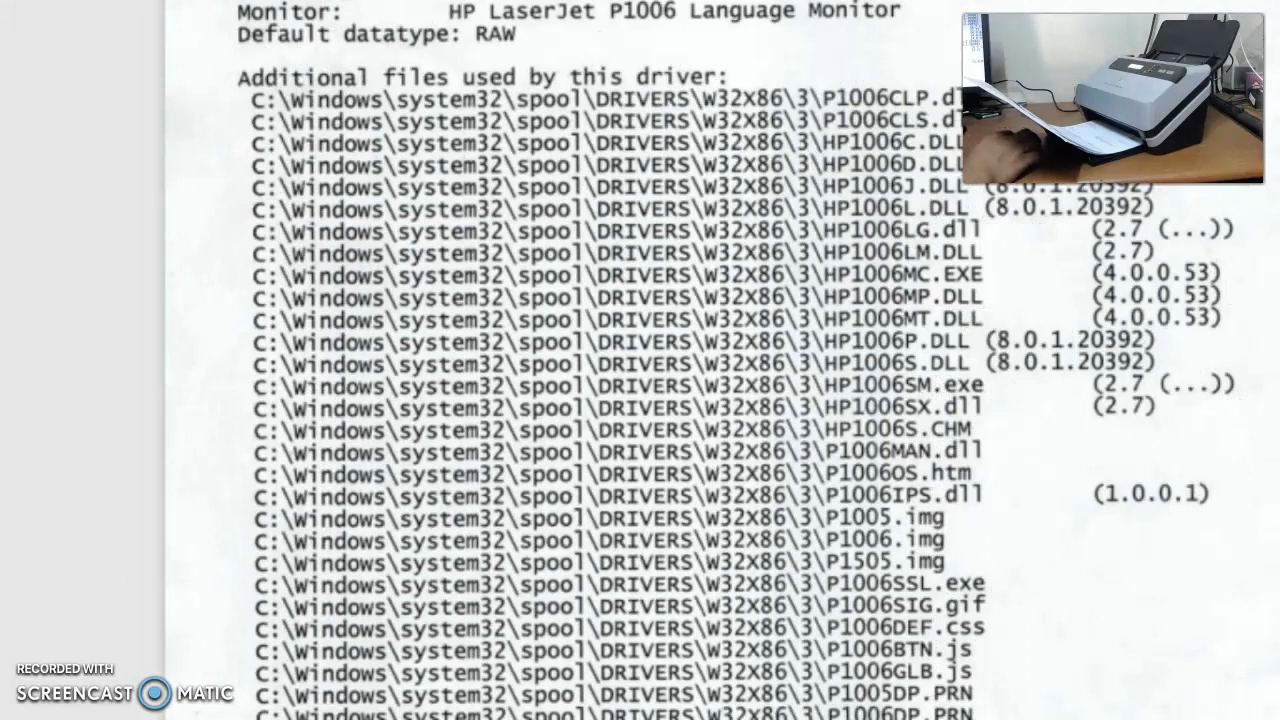 Monitor: HP LaserJet P1006 Language Monitor
Default datatype: RAW
Additional files used by this driver:
C:\Windows\system32\spool\DRIVERS\W32X86\3\P1006CLP.d
C:\Windows\system32\spool\DRIVERS\W32X86\3\P1006CLS.d
C:\Windows\system32\spool\DRIVERS\W32X86\3\HP1006C.DLL
C:\Windows\system32\spool\DRIVERS\W32X86\3\HP1006D.DLL
C:\Windows\system32\spool\DRIVERS\W32X86\3\HP1006J.DLL (8.0.1.20392)
C:\Windows\system32\spool\DRIVERS\W32X86\3\HP1006L.DLL (8.0.1.20392)
C:\Windows\system32\spool\DRIVERS\W32X86\3\HP1006LG.dll (2.7 (...))
C:\Windows\system32\spool\DRIVERS\W32X86\3\HP1006LM.DLL (2.7)
C:\Windows\system32\spool\DRIVERS\W32X86\3\HP1006MC.EXE (4.0.0.53)
C:\Windows\system32\spool\DRIVERS\W32X86\3\HP1006MP.DLL (4.0.0.53)
C:\Windows\system32\spool\DRIVERS\W32X86\3\HP1006MT.DLL (4.0.0.53)
C:\Windows\system32\spool\DRIVERS\W32X86\3\HP1006P.DLL (8.0.1.20392)
C:\Windows\system32\spool\DRIVERS\W32X86\3\HP1006S.DLL (8.0.1.20392)
C:\Windows\system32\spool\DRIVERS\W32X86\3\HP1006SM.exe (2.7 (...))
C:\Windows\system32\spool\DRIVERS\W32X86\3\HP1006SX.dll (2.7)
C:\Windows\system32\spool\DRIVERS\W32X86\3\HP1006S.CHM
C:\Windows\system32\spool\DRIVERS\W32X86\3\P1006MAN.dll
C:\Windows\system32\spool\DRIVERS\W32X86\3\P1006OS.htm
C:\Windows\system32\spool\DRIVERS\W32X86\3\P1006IPS.dll (1.0.0.1)
C:\Windows\system32\spool\DRIVERS\W32X86\3\P1005.img
C:\Windows\system32\spool\DRIVERS\W32X86\3\P1006.img
C:\Windows\system32\spool\DRIVERS\W32X86\3\P1505.img
C:\Windows\system32\spool\DRIVERS\W32X86\3\P1006SSL.exe
C:\Windows\system32\spool\DRIVERS\W32X86\3\P1006SIG.gif
C:\Windows\system32\spool\DRIVERS\W32X86\3\P1006DEF.css
C:\Windows\system32\spool\DRIVERS\W32X86\3\P1006BTN.js
C:\Windows\system32\spool\DRIVERS\W32X86\3\P1006GLB.js
C:\Windows\system32\spool\DRIVERS\W32X86\3\P1005DP.PRN
C:\Windows\system32\spool\DRIVERS\W32X86\3\P1006DP.PRN
RECORDED WITH
SCREENCAST MATIC